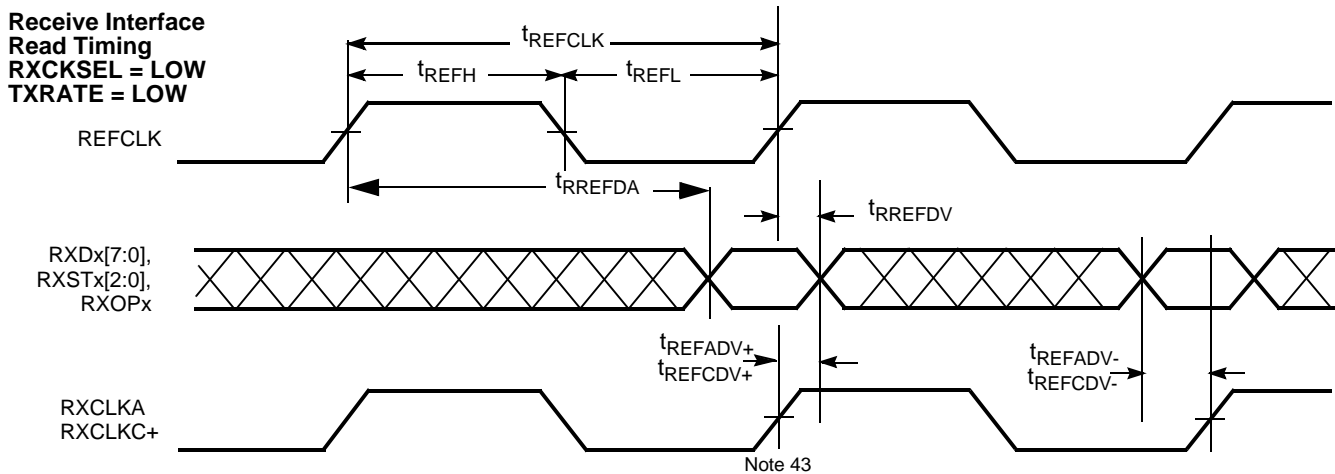 Receive Interface
Read Timing
RXCKSEL = LOW
TXRATE = LOW
tREFCLK
tREFH
tREFL
REFCLK
tRREFDA
tRREFDV
RXDx[7:0],
RXSTx[2:0],
RXOPx
tREFADV+
tREFCDV+
tREFADV-
tREFCDV-
RXCLKA
RXCLKC+
Note 43